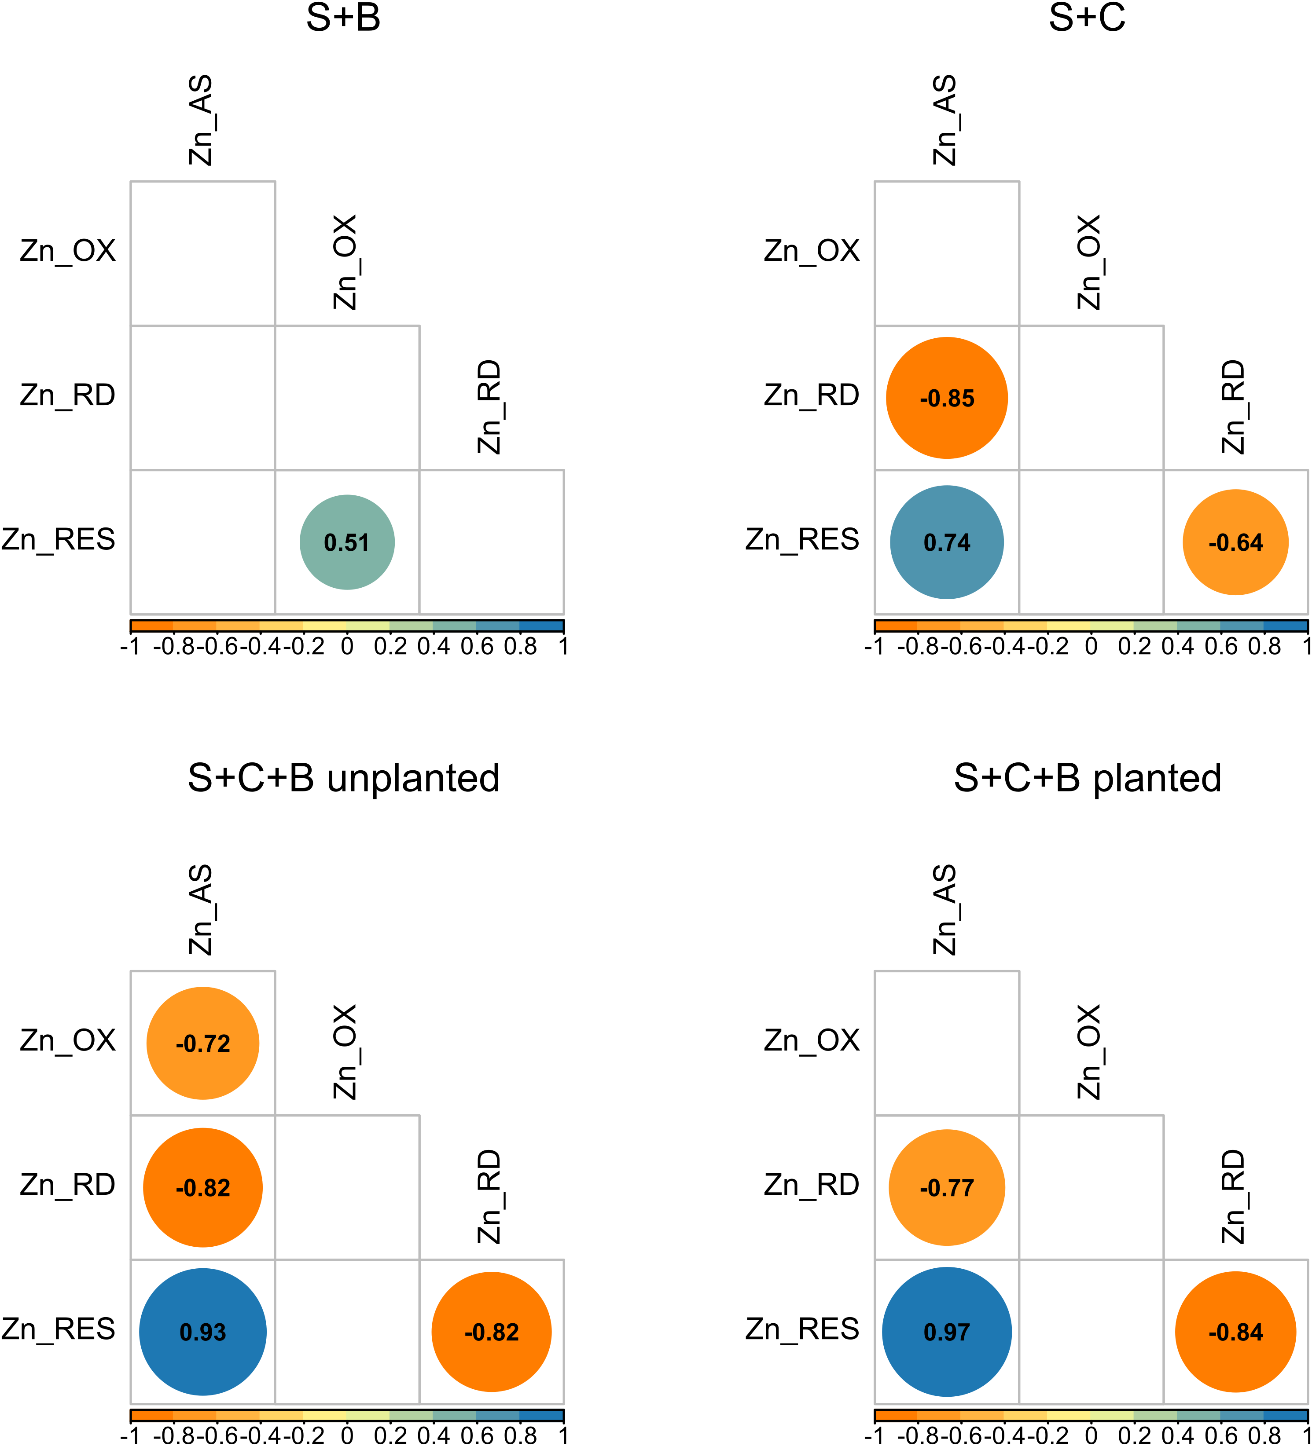 S+B
Zn_AS
Zn_OX
Zn_OX
Zn_RD
Zn_RD
Zn_RES
0.51
-1 -0.8 -0.6 -0.4 -0.2 0 0.2 0.4 0.6 0.8 1
S+C
Zn_AS
Zn_OX
Zn_OX
Zn_RD
-0.85
Zn_RD
Zn_RES
0.74
-0.64
-1 -0.8 -0.6 -0.4 -0.2 0 0.2 0.4 0.6 0.8 1
S+C+B unplanted
Zn_AS
Zn_OX
-0.72
Zn_OX
Zn_RD
-0.82
Zn_RD
Zn_RES
0.93
-0.82
-1 -0.8 -0.6 -0.4 -0.2 0 0.2 0.4 0.6 0.8 1
S+C+B planted
Zn_AS
Zn_OX
Zn_OX
Zn_RD
-0.77
Zn_RD
Zn_RES
0.97
-0.84
-1 -0.8 -0.6 -0.4 -0.2 0 0.2 0.4 0.6 0.8 1